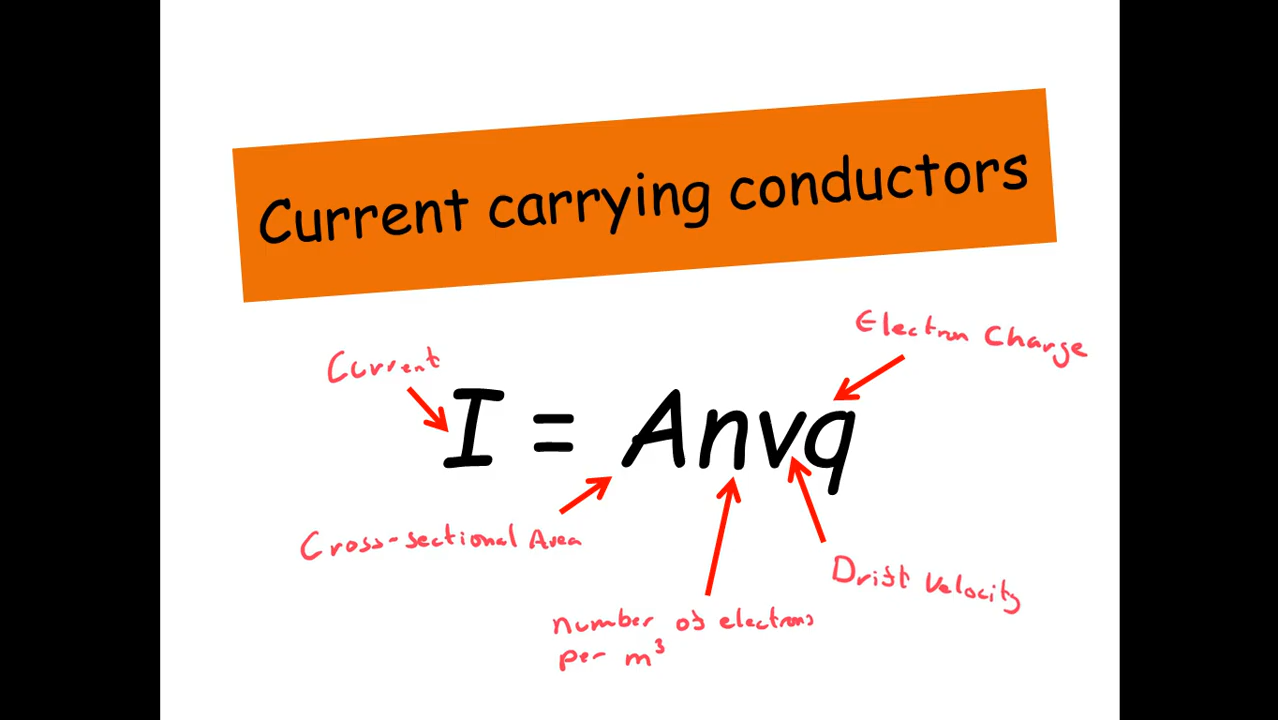 Current carrying conductors
Electron Charge
Current
I = Anvq
Cross-sectional Area
Drift Velocity
number of electrons
per m³